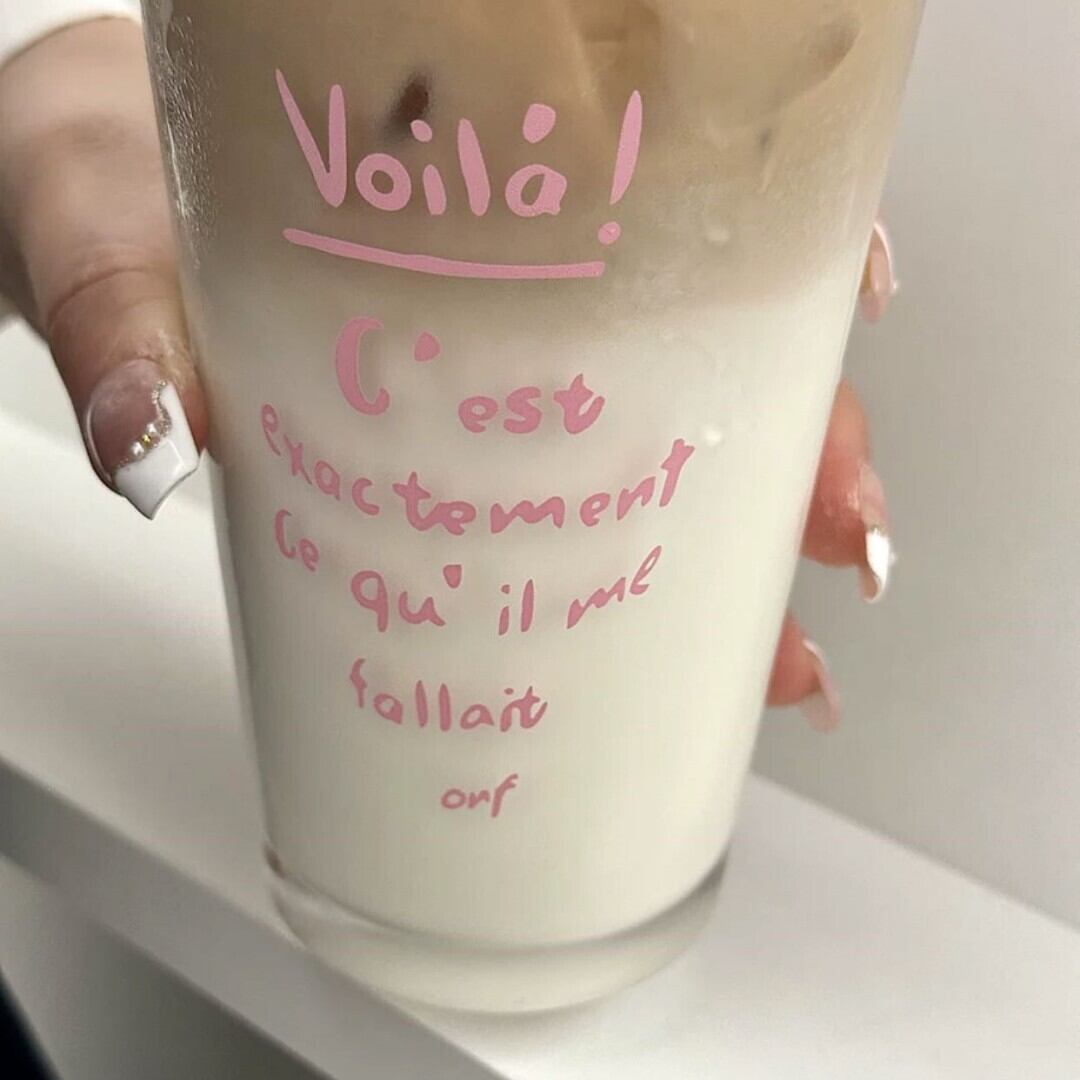 Voilà!
C'est
exactement
ce qu'il me
fallait
orf